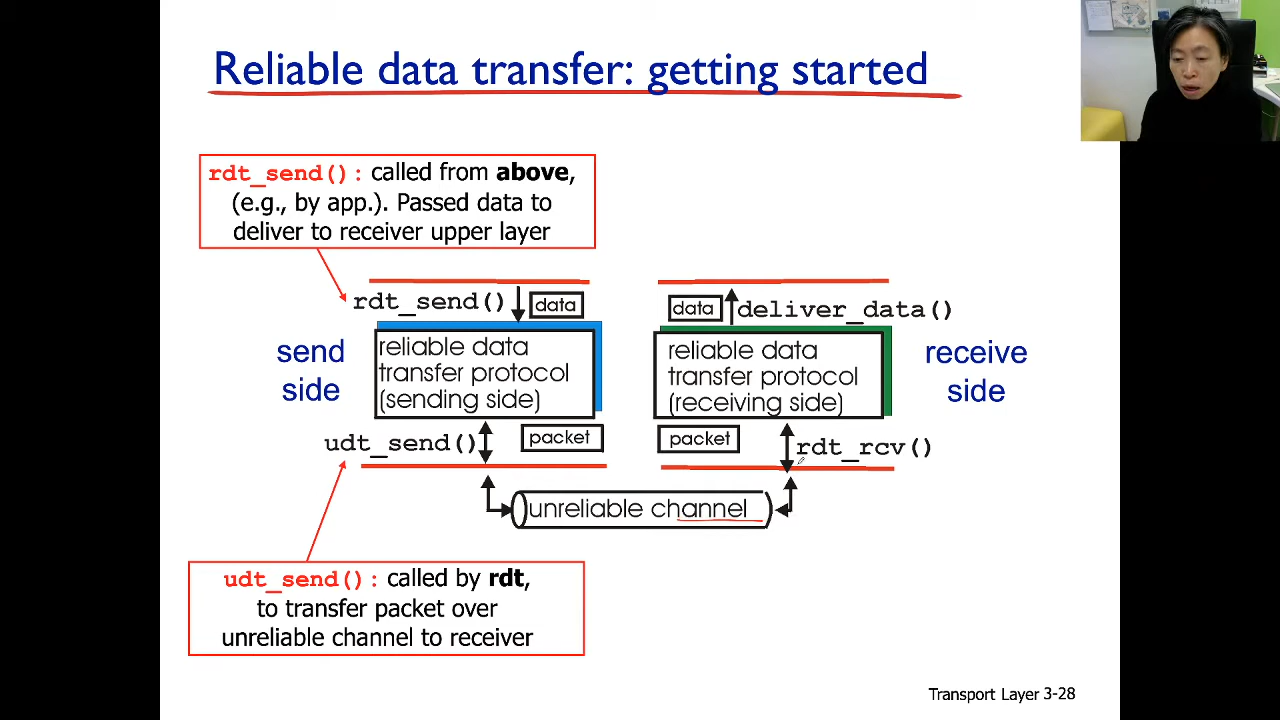 Reliable data transfer: getting started
rdt_send(): called from above,
(e.g., by app.). Passed data to
deliver to receiver upper layer
rdt_send()
data
data
deliver_data()
send
side
reliable data
transfer protocol
(sending side)
reliable data
transfer protocol
(receiving side)
receive
side
udt_send()
packet
packet
rdt_rcv()
unreliable channel
udt_send(): called by rdt,
to transfer packet over
unreliable channel to receiver
Transport Layer 3-28